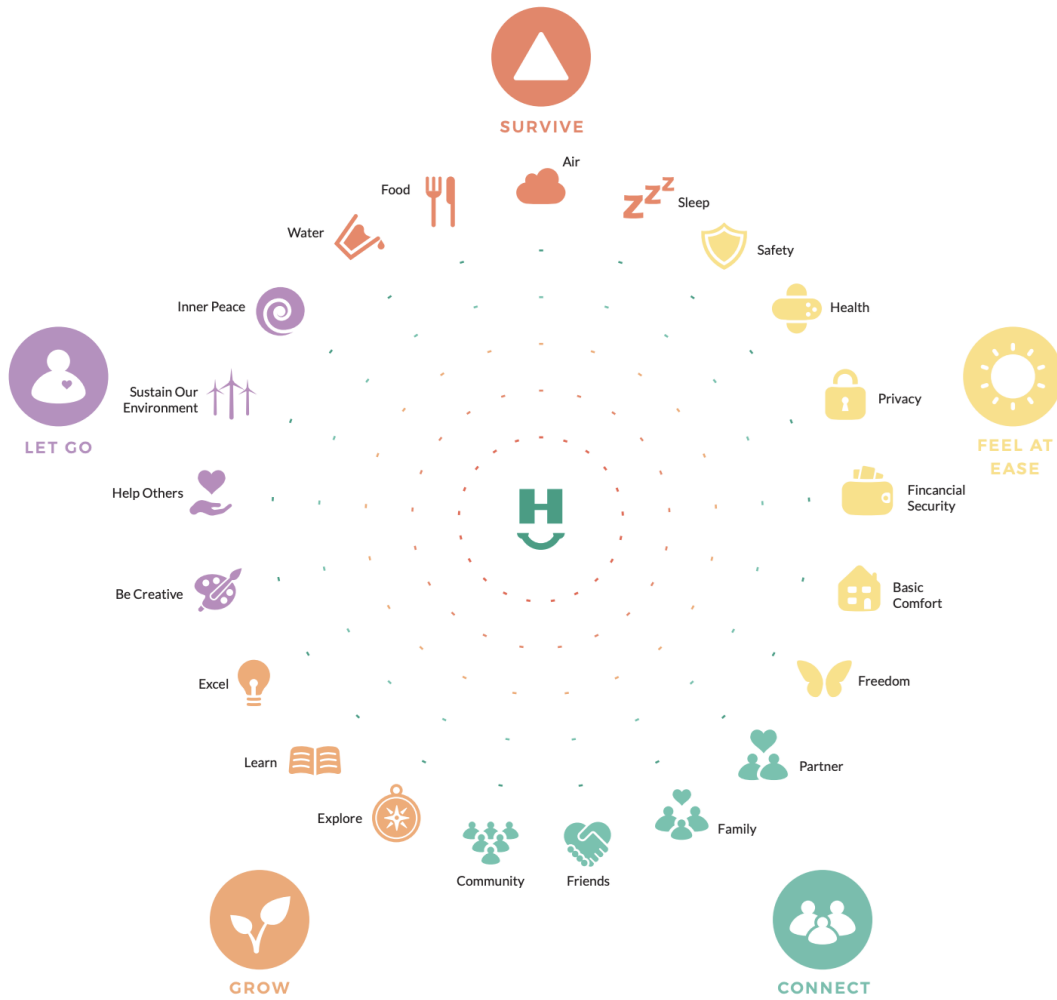 SURVIVE
Air
Food
Sleep
Water
Safety
Inner Peace
Health
Sustain Our
Environment
Privacy
LET GO
FEEL AT
EASE
Help Others
Fincancial
Security
H
Be Creative
Basic
Comfort
Excel
Freedom
Learn
Partner
Explore
Family
Community
Friends
GROW
CONNECT
zzz